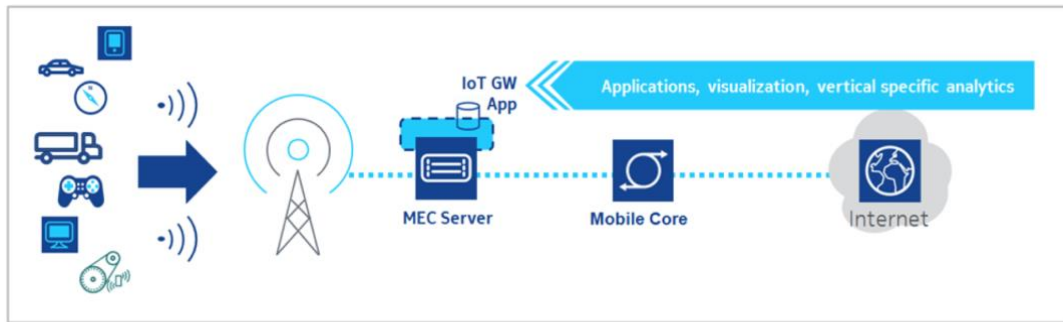 IoT GW
App
Applications, visualization, vertical specific analytics
MEC Server
Mobile Core
Internet